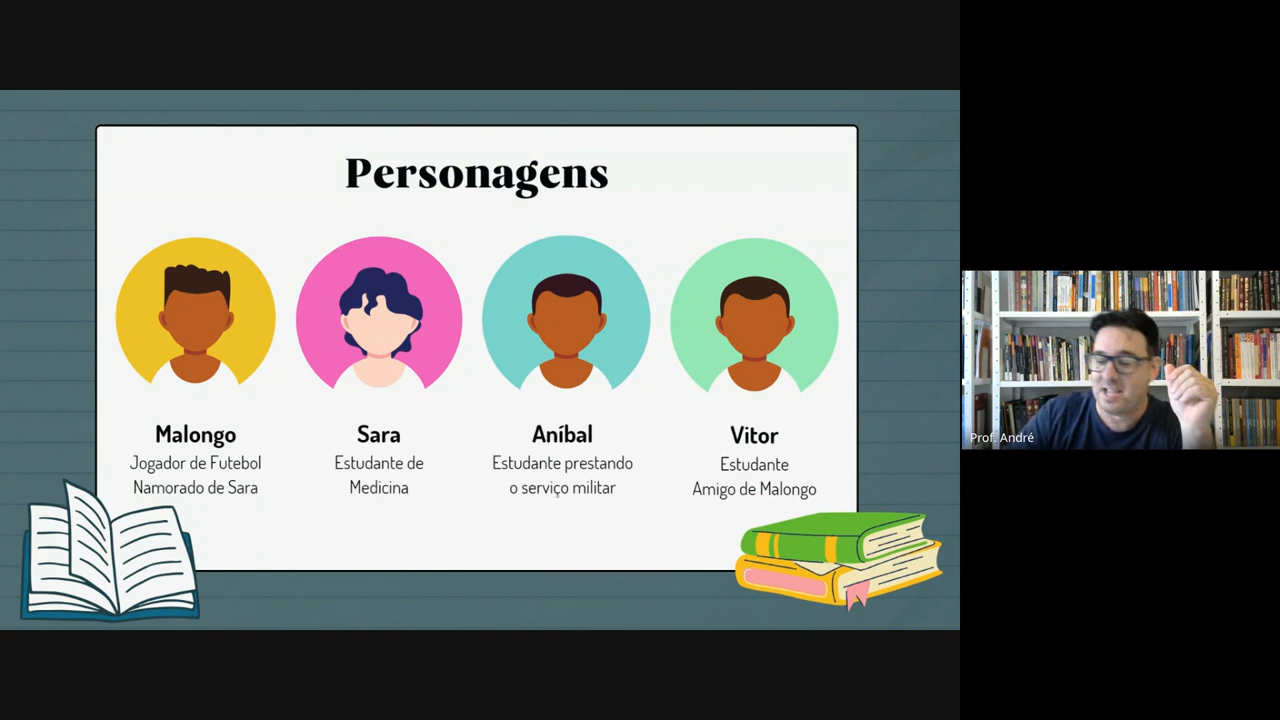 Personagens
Malongo
Jogador de Futebol
Namorado de Sara
Sara
Estudante de
Medicina
Aníbal
Estudante prestando
o serviço militar
Vitor
Estudante
Amigo de Malongo
Prof. André